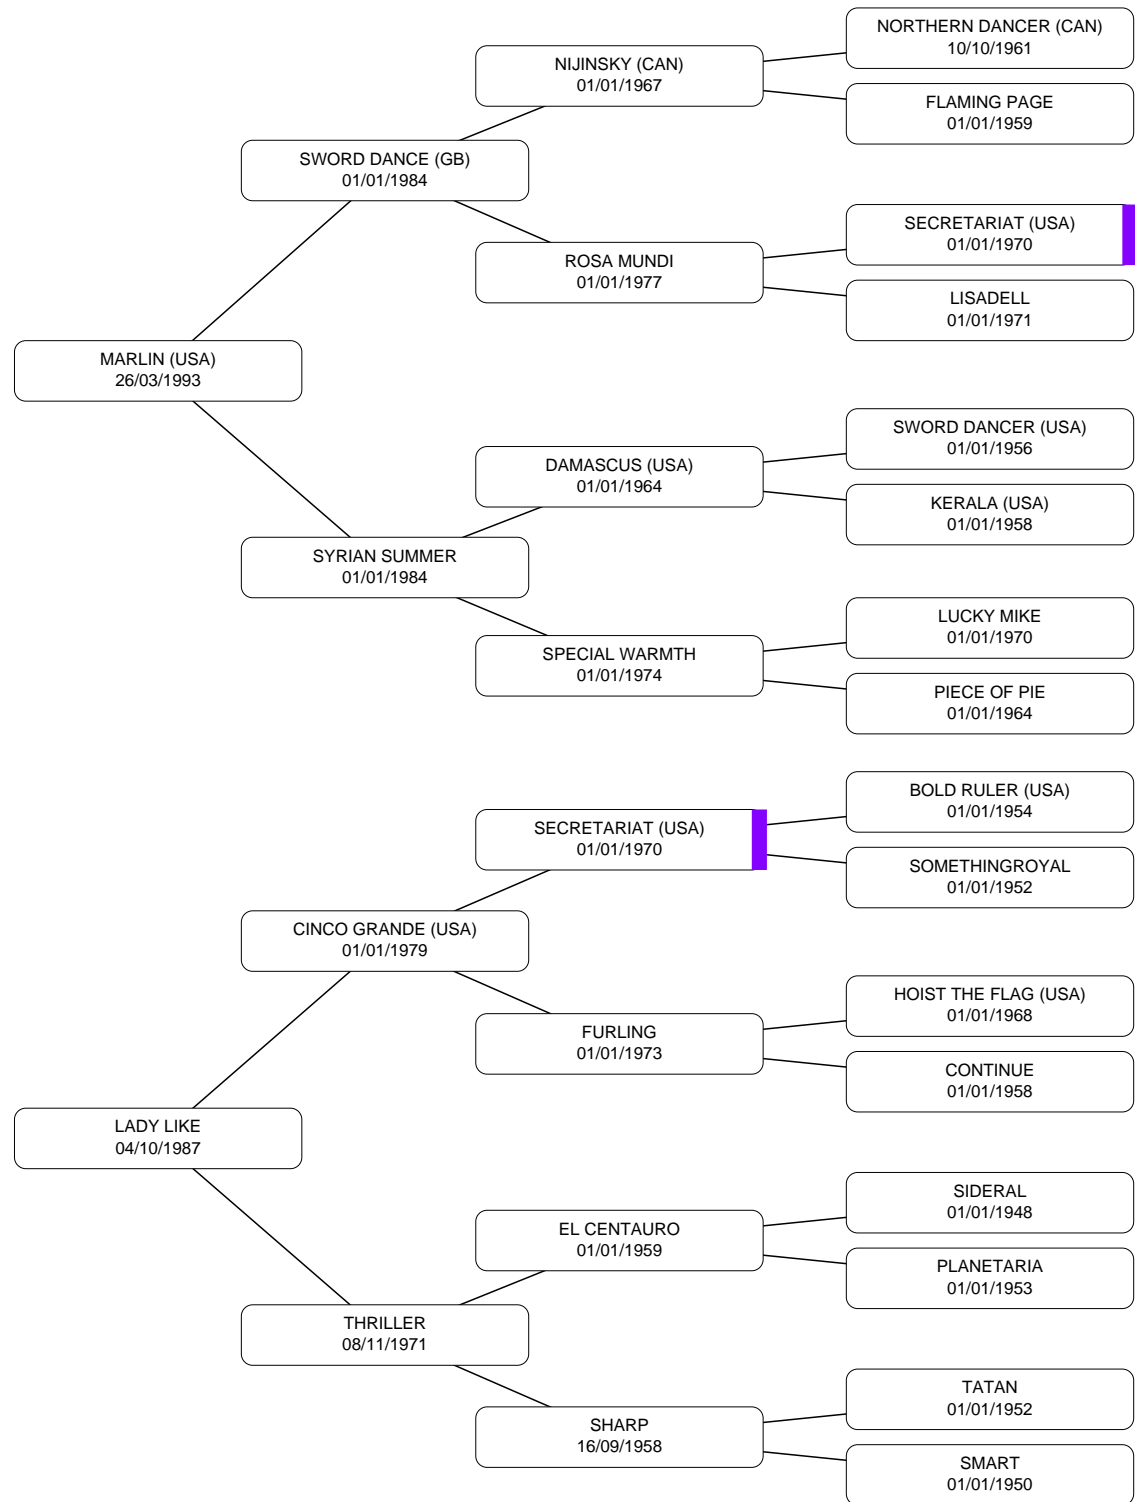 NORTHERN DANCER (CAN)
10/10/1961
NIJINSKY (CAN)
01/01/1967
FLAMING PAGE
01/01/1959
SWORD DANCE (GB)
01/01/1984
SECRETARIAT (USA)
01/01/1970
ROSA MUNDI
01/01/1977
LISADELL
01/01/1971
MARLIN (USA)
26/03/1993
SWORD DANCER (USA)
01/01/1956
DAMASCUS (USA)
01/01/1964
KERALA (USA)
01/01/1958
SYRIAN SUMMER
01/01/1984
LUCKY MIKE
01/01/1970
SPECIAL WARMTH
01/01/1974
PIECE OF PIE
01/01/1964
BOLD RULER (USA)
01/01/1954
SECRETARIAT (USA)
01/01/1970
SOMETHINGROYAL
01/01/1952
CINCO GRANDE (USA)
01/01/1979
HOIST THE FLAG (USA)
01/01/1968
FURLING
01/01/1973
CONTINUE
01/01/1958
LADY LIKE
04/10/1987
SIDERAL
01/01/1948
EL CENTAURO
01/01/1959
PLANETARIA
01/01/1953
THRILLER
08/11/1971
TATAN
01/01/1952
SHARP
16/09/1958
SMART
01/01/1950